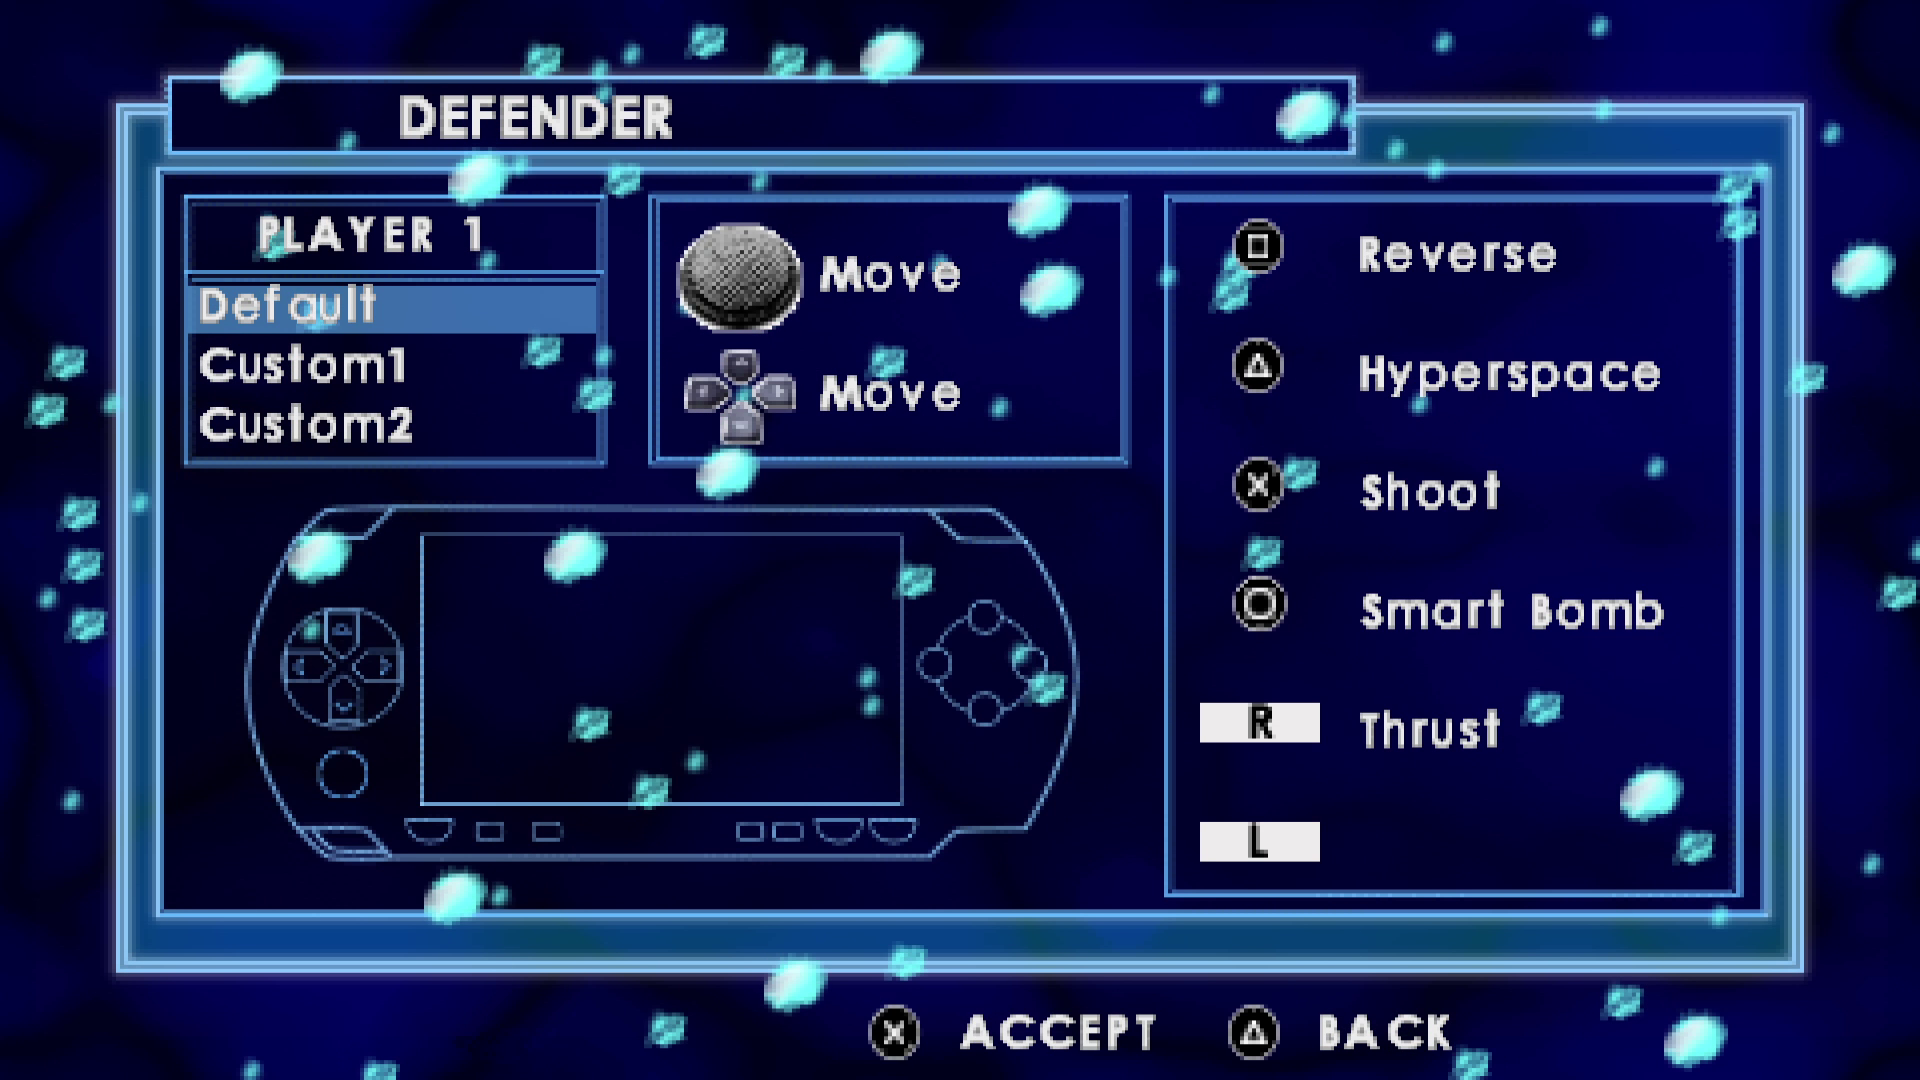 DEFENDER
PLAYER 1
Default
Custom1
Custom2
Move
Move
Reverse
Hyperspace
Shoot
Smart Bomb
R Thrust
L
ACCEPT BACK